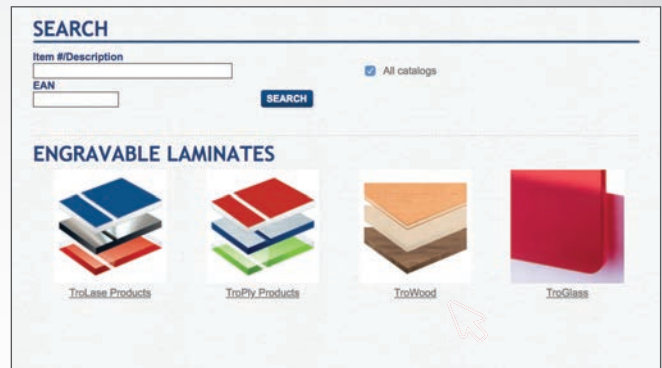 SEARCH
Item #/Description
All catalogs
EAN
SEARCH
ENGRAVABLE LAMINATES
TroLase Products
TroPly Products
TroWood
TroGlass